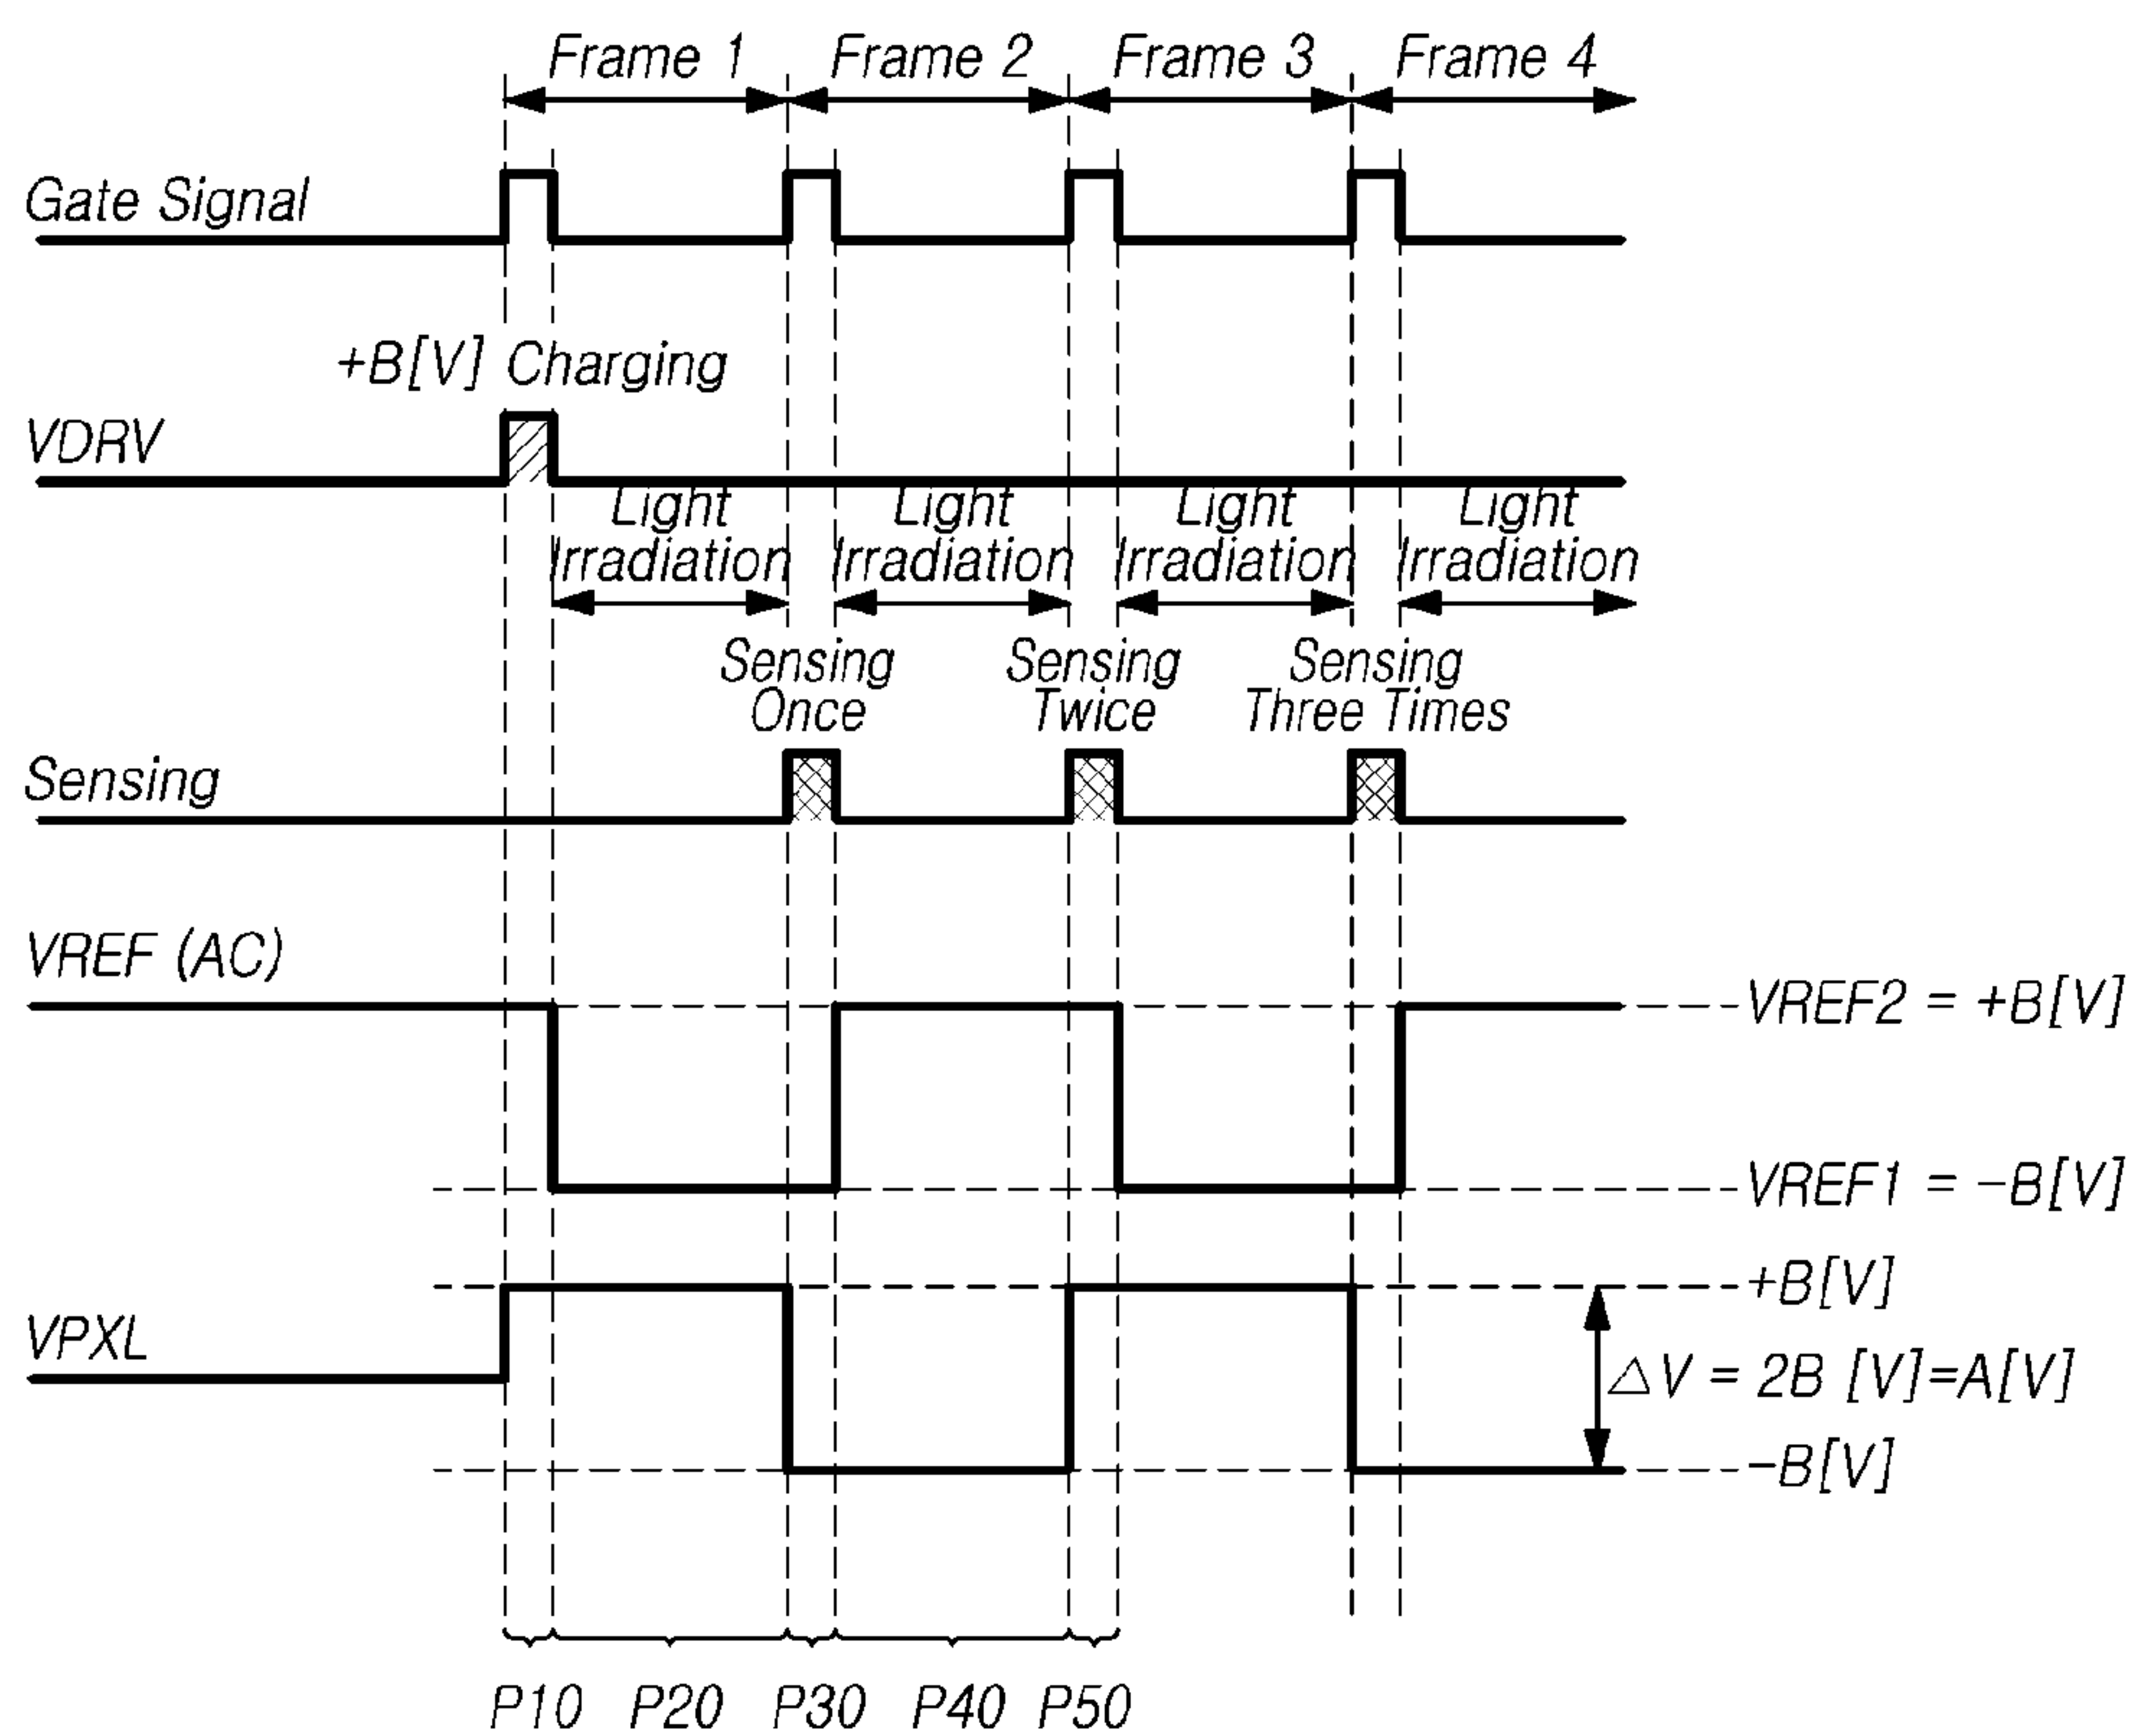 Frame 1 Frame 2 Frame 3 Frame 4
Gate Signal
+B[V] Charging
VDRV
Light Light Light Light
Irradiation Irradiation Irradiation Irradiation
Sensing Sensing Sensing
Once Twice Three Times
Sensing
VREF (AC)
VREF2 = +B[V]
VREF1 = −B[V]
+B[V]
VPXL
△V = 2B [V]=A[V]
−B[V]
P10 P20 P30 P40 P50